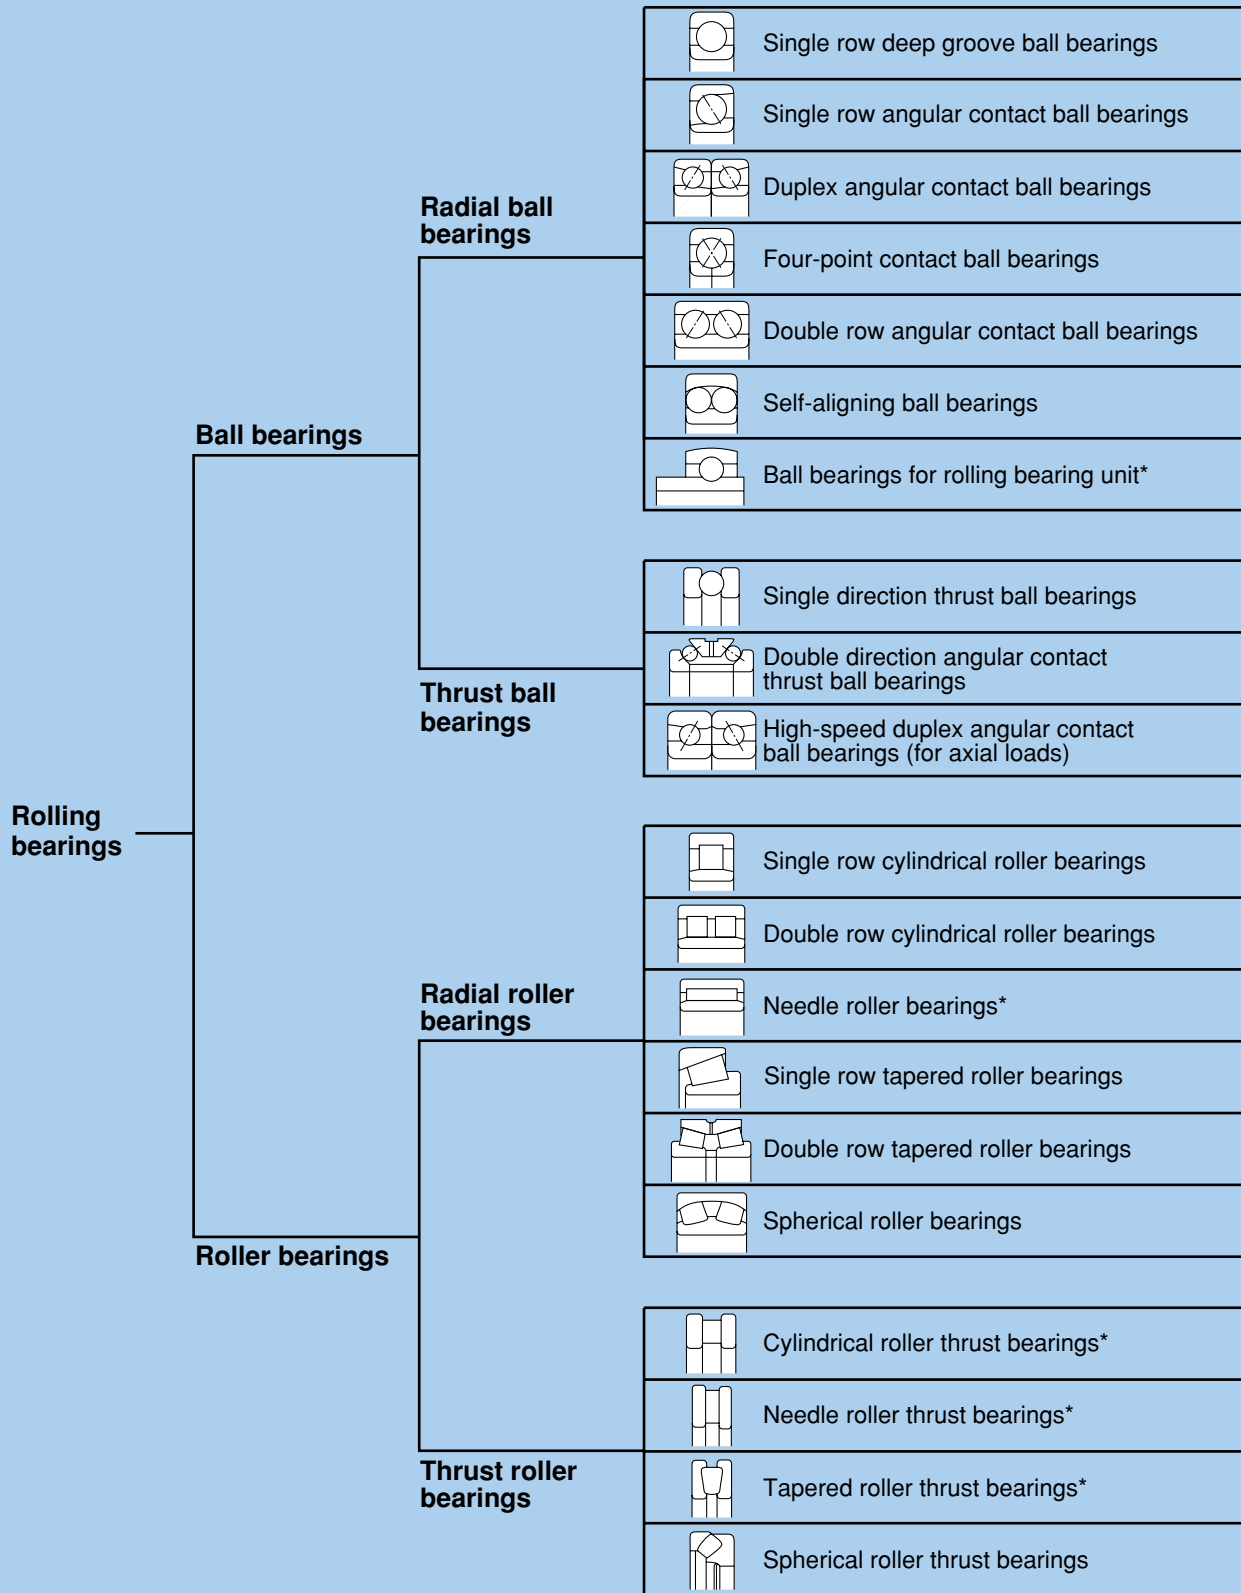 Rolling
bearings
Ball bearings
Radial ball
bearings
Single row deep groove ball bearings
Single row angular contact ball bearings
Duplex angular contact ball bearings
Four-point contact ball bearings
Double row angular contact ball bearings
Self-aligning ball bearings
Ball bearings for rolling bearing unit*
Thrust ball
bearings
Single direction thrust ball bearings
Double direction angular contact
thrust ball bearings
High-speed duplex angular contact
ball bearings (for axial loads)
Roller bearings
Radial roller
bearings
Single row cylindrical roller bearings
Double row cylindrical roller bearings
Needle roller bearings*
Single row tapered roller bearings
Double row tapered roller bearings
Spherical roller bearings
Thrust roller
bearings
Cylindrical roller thrust bearings*
Needle roller thrust bearings*
Tapered roller thrust bearings*
Spherical roller thrust bearings